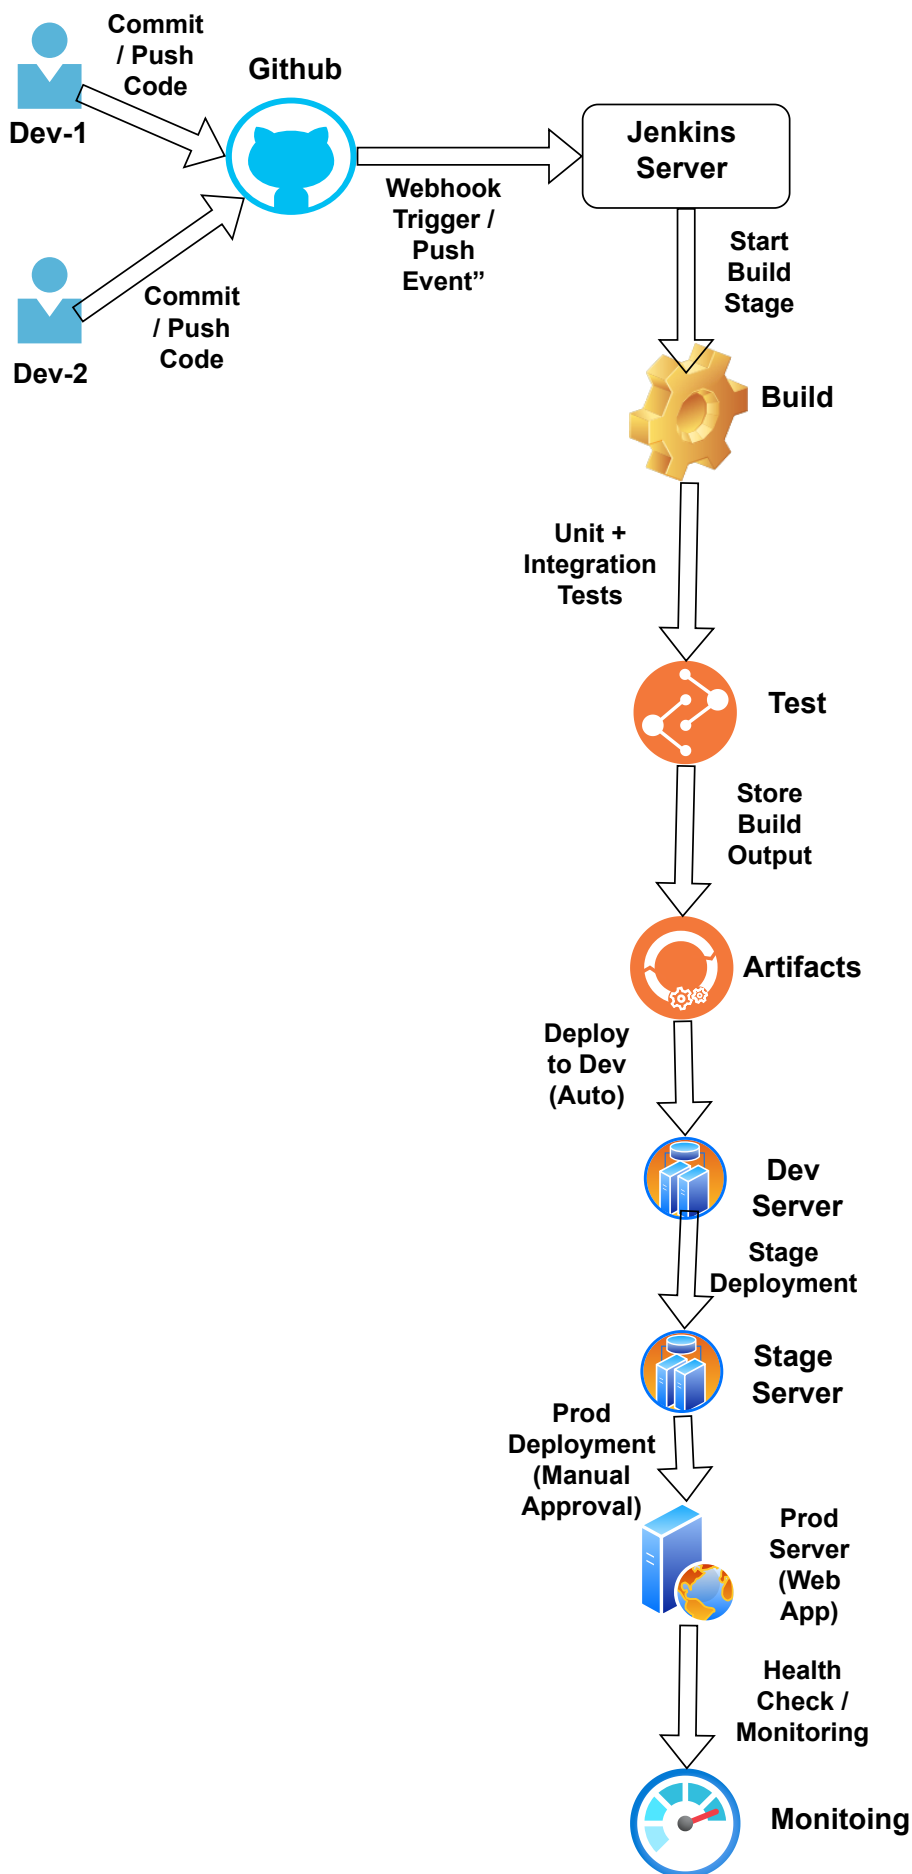 Commit
/ Push
Code
Dev-1
Github
Jenkins
Server
Webhook
Trigger /
Push
Event”
Start
Build
Stage
Commit
/ Push
Code
Dev-2
Build
Unit +
Integration
Tests
Test
Store
Build
Output
Artifacts
Deploy
to Dev
(Auto)
Dev
Server
Stage
Deployment
Stage
Server
Prod
Deployment
(Manual
Approval)
Prod
Server
(Web
App)
Health
Check /
Monitoring
Monitoing